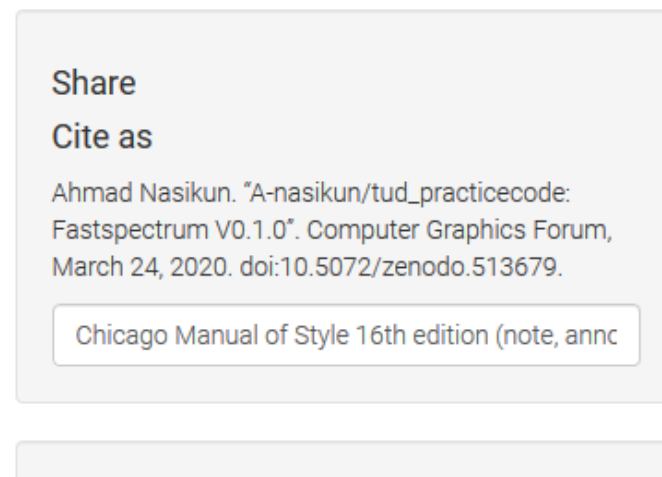 Share
Cite as
Ahmad Nasikun. “A-nasikun/tud_practicecode:
Fastspectrum V0.1.0”. Computer Graphics Forum,
March 24, 2020. doi:10.5072/zenodo.513679.
Chicago Manual of Style 16th edition (note, anno